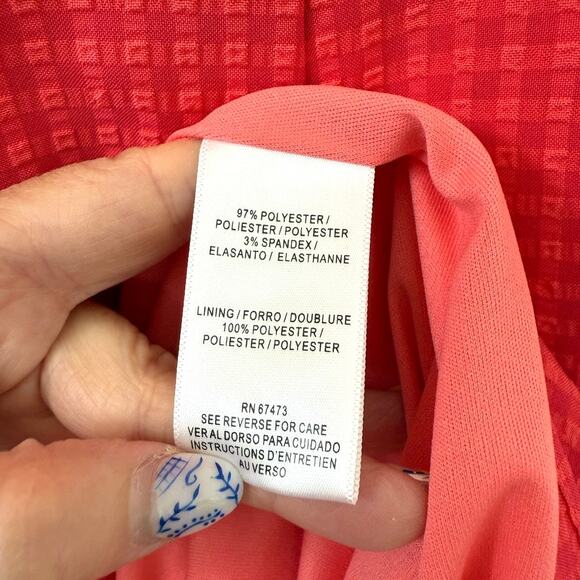 97% POLYESTER /
POLIESTER / POLYESTER
3% SPANDEX /
ELASANTO / ELASTHANNE
LINING / FORRO / DOUBLURE
100% POLYESTER /
POLIESTER / POLYESTER
RN 67473
SEE REVERSE FOR CARE
VER AL DORSO PARA CUIDADO
INSTRUCTIONS D'ENTRETIEN
AU VERSO